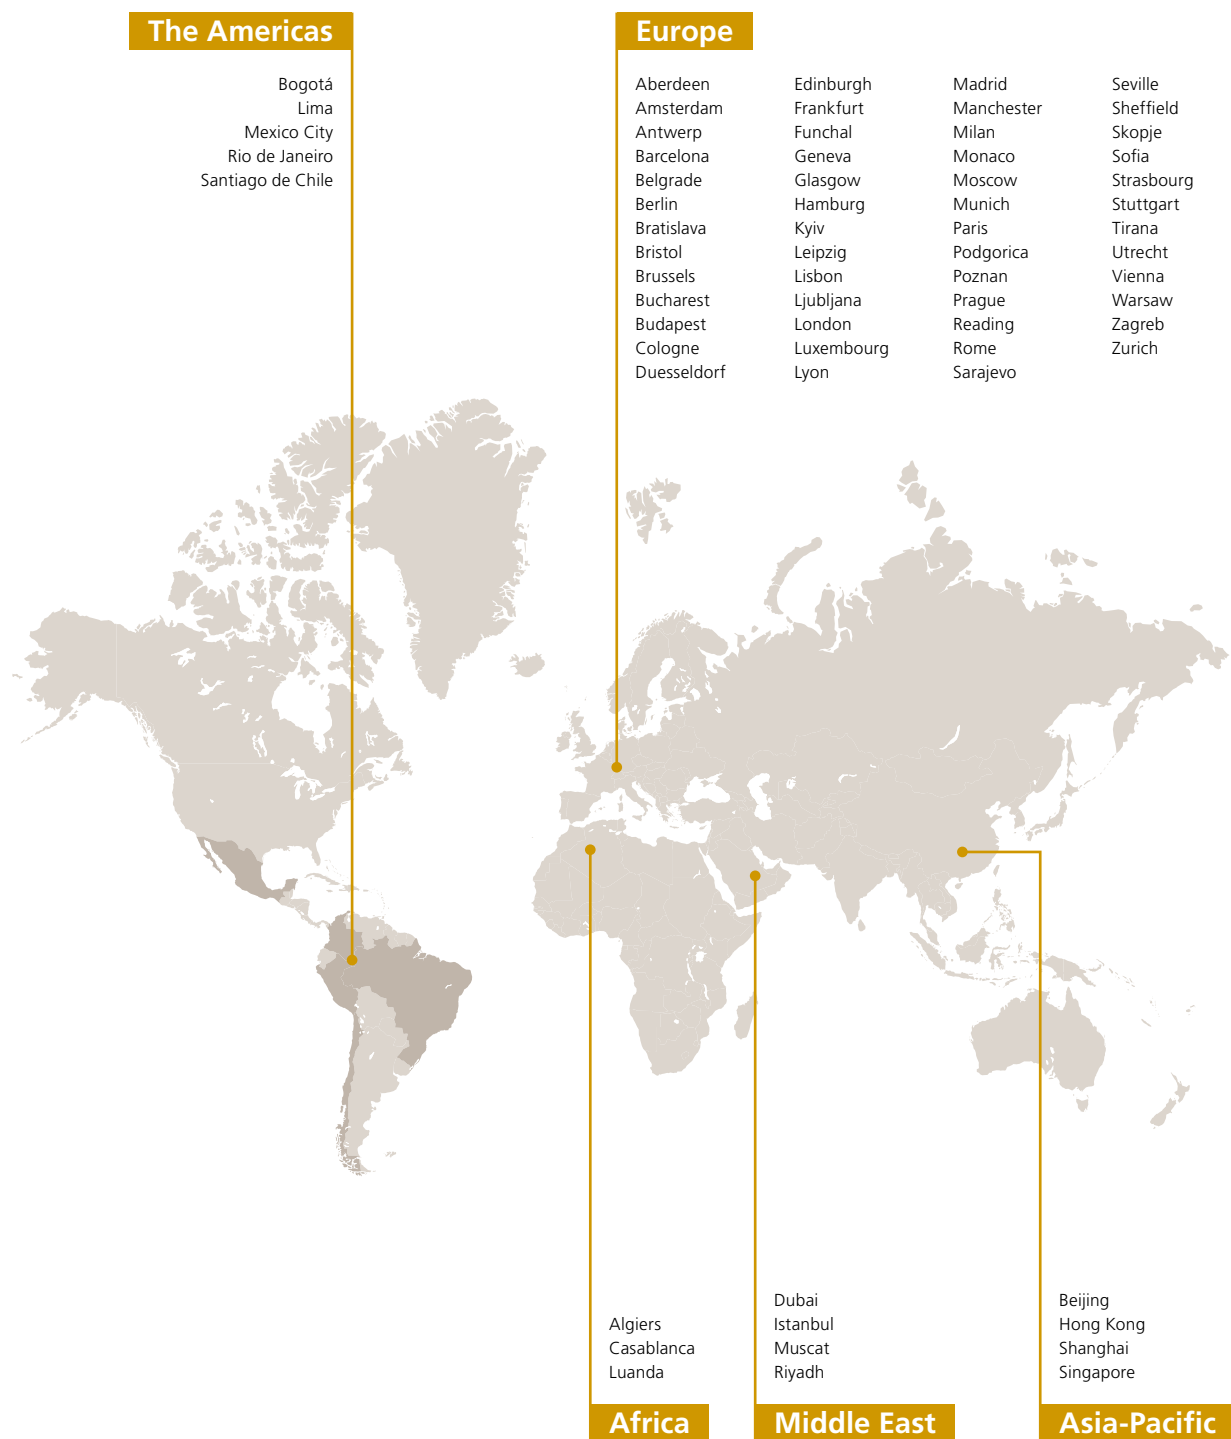 The Americas
Bogotá
Lima
Mexico City
Rio de Janeiro
Santiago de Chile
Europe
Aberdeen
Amsterdam
Antwerp
Barcelona
Belgrade
Berlin
Bratislava
Bristol
Brussels
Bucharest
Budapest
Cologne
Duesseldorf
Edinburgh
Frankfurt
Funchal
Geneva
Glasgow
Hamburg
Kyiv
Leipzig
Lisbon
Ljubljana
London
Luxembourg
Lyon
Madrid
Manchester
Milan
Monaco
Moscow
Munich
Paris
Podgorica
Poznan
Prague
Reading
Rome
Sarajevo
Seville
Sheffield
Skopje
Sofia
Strasbourg
Stuttgart
Tirana
Utrecht
Vienna
Warsaw
Zagreb
Zurich
Algiers
Casablanca
Luanda
Africa
Dubai
Istanbul
Muscat
Riyadh
Middle East
Beijing
Hong Kong
Shanghai
Singapore
Asia-Pacific